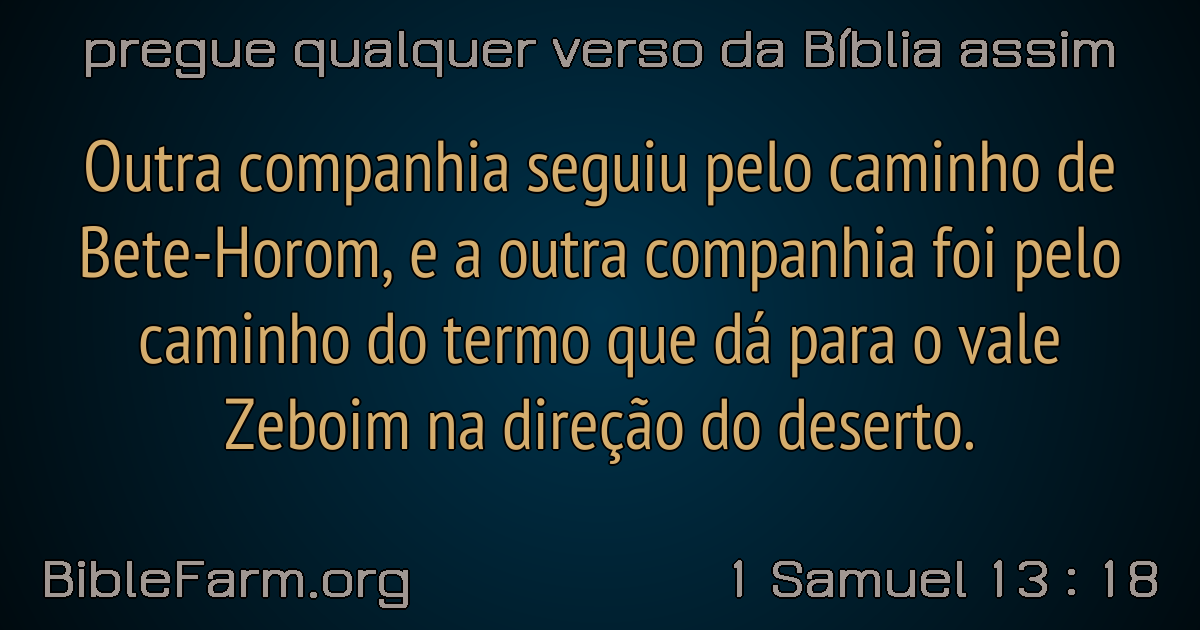 pregue qualquer verso da Bíblia assim
Outra companhia seguiu pelo caminho de
Bete-Horom, e a outra companhia foi pelo
caminho do termo que dá para o vale
Zeboim na direção do deserto.
BibleFarm.org
1 Samuel 13 : 18